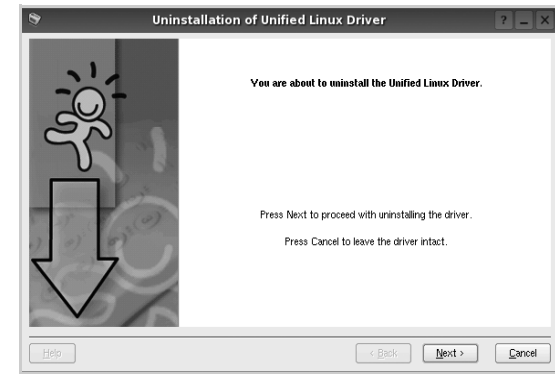 Uninstallation of Unified Linux Driver
You are about to uninstall the Unified Linux Driver.
Press Next to proceed with uninstalling the driver.
Press Cancel to leave the driver intact.
Help
< Back
Next >
Cancel